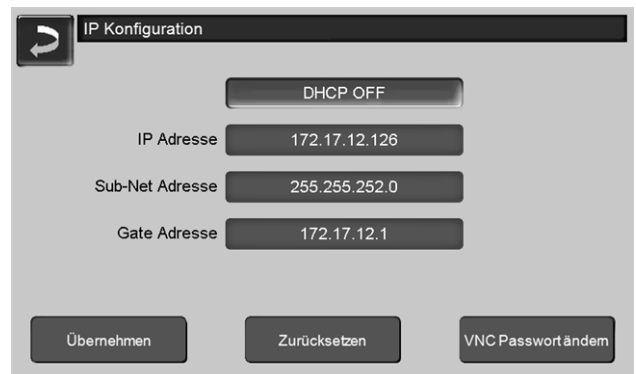 IP Konfiguration
DHCP OFF
IP Adresse 172.17.12.126
Sub-Net Adresse 255.255.252.0
Gate Adresse 172.17.12.1
Übernehmen Zurücksetzen VNC Passwort ändern